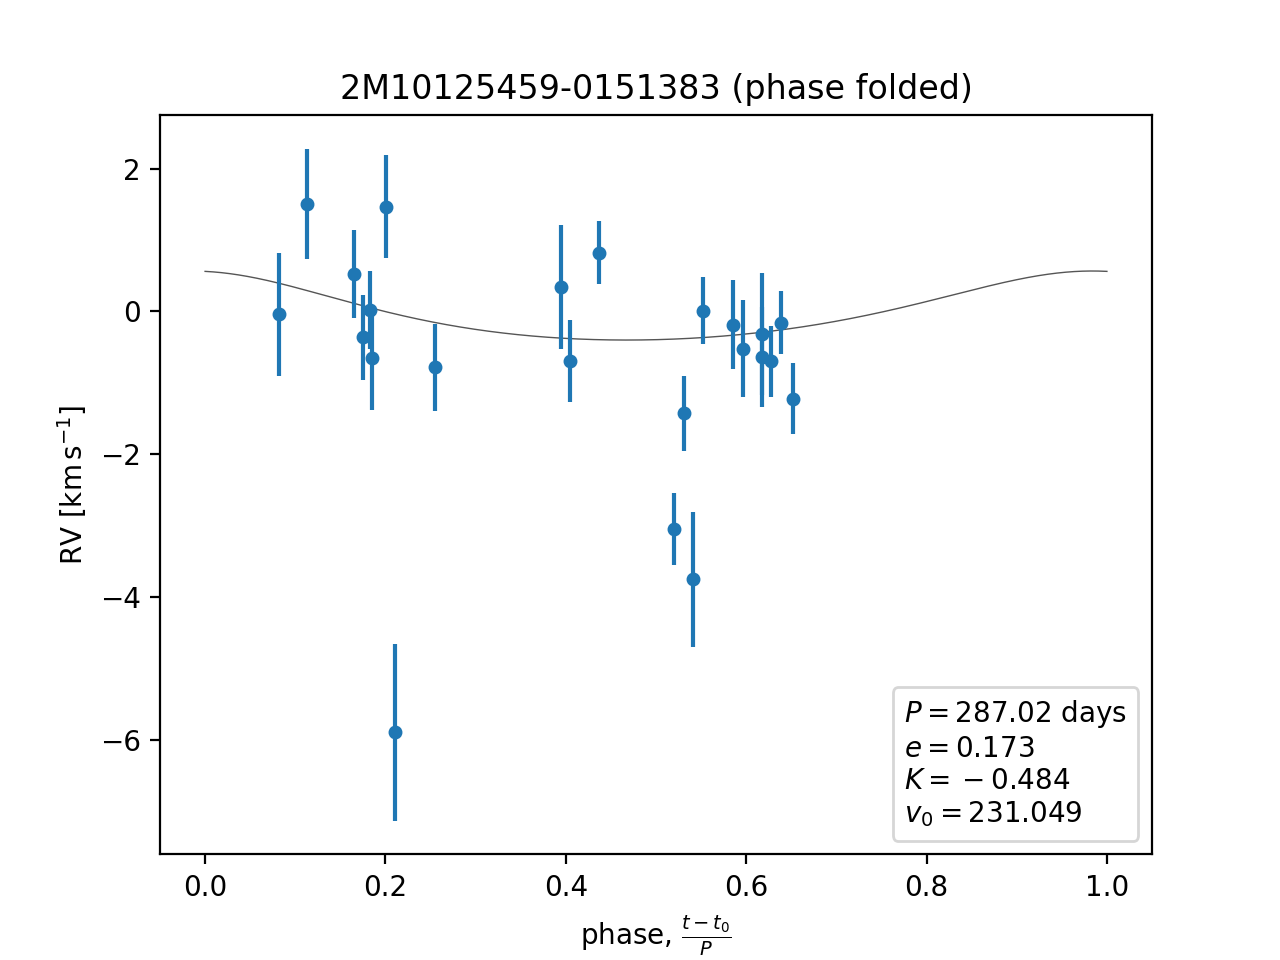 2M10125459-0151383 (phase folded)
RV [km s⁻¹]
2
0
−2
−4
−6
P = 287.02 days
e = 0.173
K = −0.484
v₀ = 231.049
0.0 0.2 0.4 0.6 0.8 1.0
phase, (t − t₀)/P